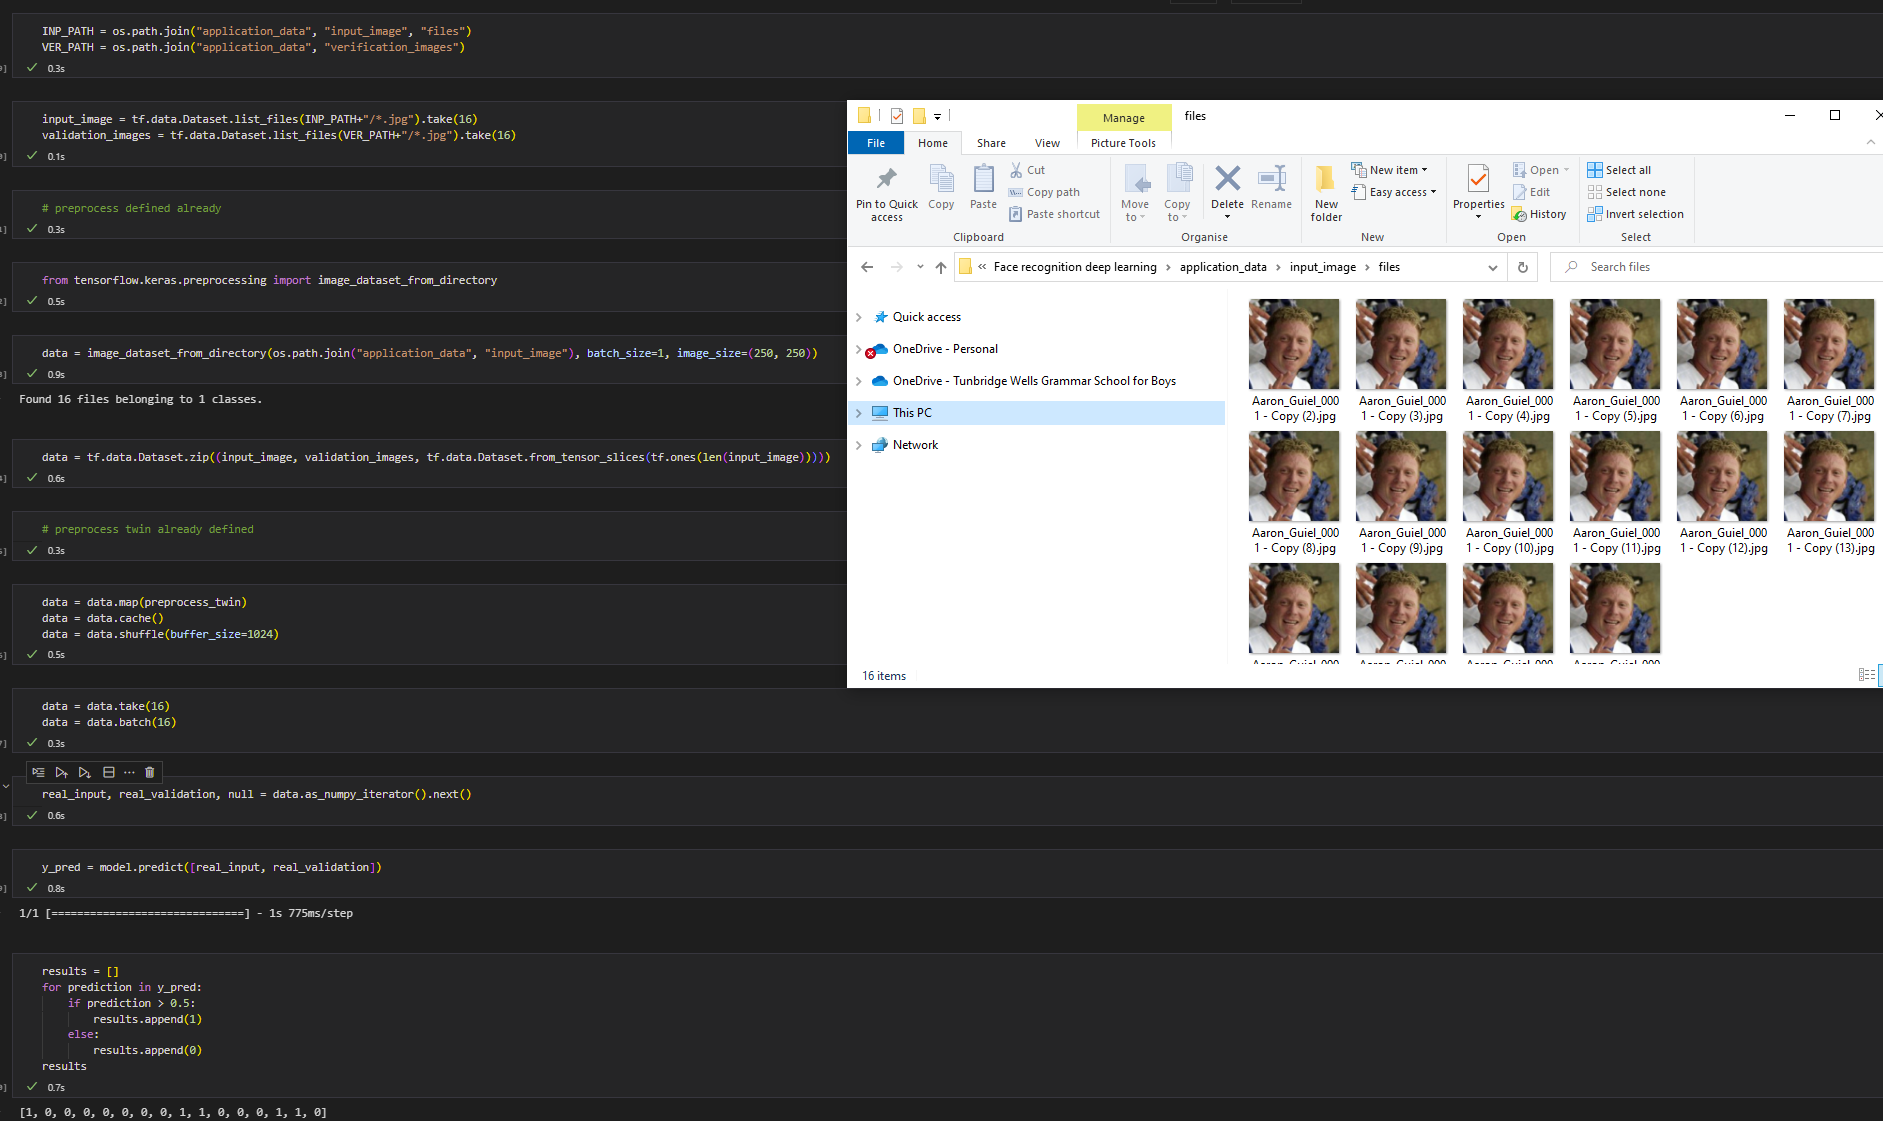 INP_PATH = os.path.join("application_data", "input_image", "files")
VER_PATH = os.path.join("application_data", "verification_images")
0.3s
input_image = tf.data.Dataset.list_files(INP_PATH+"/*.jpg").take(16)
validation_images = tf.data.Dataset.list_files(VER_PATH+"/*.jpg").take(16)
0.1s
# preprocess defined already
0.3s
from tensorflow.keras.preprocessing import image_dataset_from_directory
0.5s
data = image_dataset_from_directory(os.path.join("application_data", "input_image"), batch_size=1, image_size=(250, 250))
0.9s
Found 16 files belonging to 1 classes.
data = tf.data.Dataset.zip((input_image, validation_images, tf.data.Dataset.from_tensor_slices(tf.ones(len(input_image)))))
0.6s
# preprocess twin already defined
0.3s
data = data.map(preprocess_twin)
data = data.cache()
data = data.shuffle(buffer_size=1024)
0.5s
data = data.take(16)
data = data.batch(16)
0.3s
real_input, real_validation, null = data.as_numpy_iterator().next()
0.6s
y_pred = model.predict([real_input, real_validation])
0.8s
1/1 [==============================] - 1s 775ms/step
results = []
for prediction in y_pred:
    if prediction > 0.5:
        results.append(1)
    else:
        results.append(0)
results
0.7s
[1, 0, 0, 0, 0, 0, 0, 0, 1, 1, 0, 0, 0, 1, 1, 0]
Manage
files
File
Home
Share
View
Picture Tools
Pin to Quick access
Copy
Paste
Cut
Copy path
Paste shortcut
Clipboard
Move to
Copy to
Delete
Rename
Organise
New folder
New item
Easy access
New
Properties
Open
Edit
History
Open
Select all
Select none
Invert selection
Select
« Face recognition deep learning › application_data › input_image › files
Search files
Quick access
OneDrive - Personal
OneDrive - Tunbridge Wells Grammar School for Boys
This PC
Network
Aaron_Guiel_0001 - Copy (2).jpg
Aaron_Guiel_0001 - Copy (3).jpg
Aaron_Guiel_0001 - Copy (4).jpg
Aaron_Guiel_0001 - Copy (5).jpg
Aaron_Guiel_0001 - Copy (6).jpg
Aaron_Guiel_0001 - Copy (7).jpg
Aaron_Guiel_0001 - Copy (8).jpg
Aaron_Guiel_0001 - Copy (9).jpg
Aaron_Guiel_0001 - Copy (10).jpg
Aaron_Guiel_0001 - Copy (11).jpg
Aaron_Guiel_0001 - Copy (12).jpg
Aaron_Guiel_0001 - Copy (13).jpg
16 items